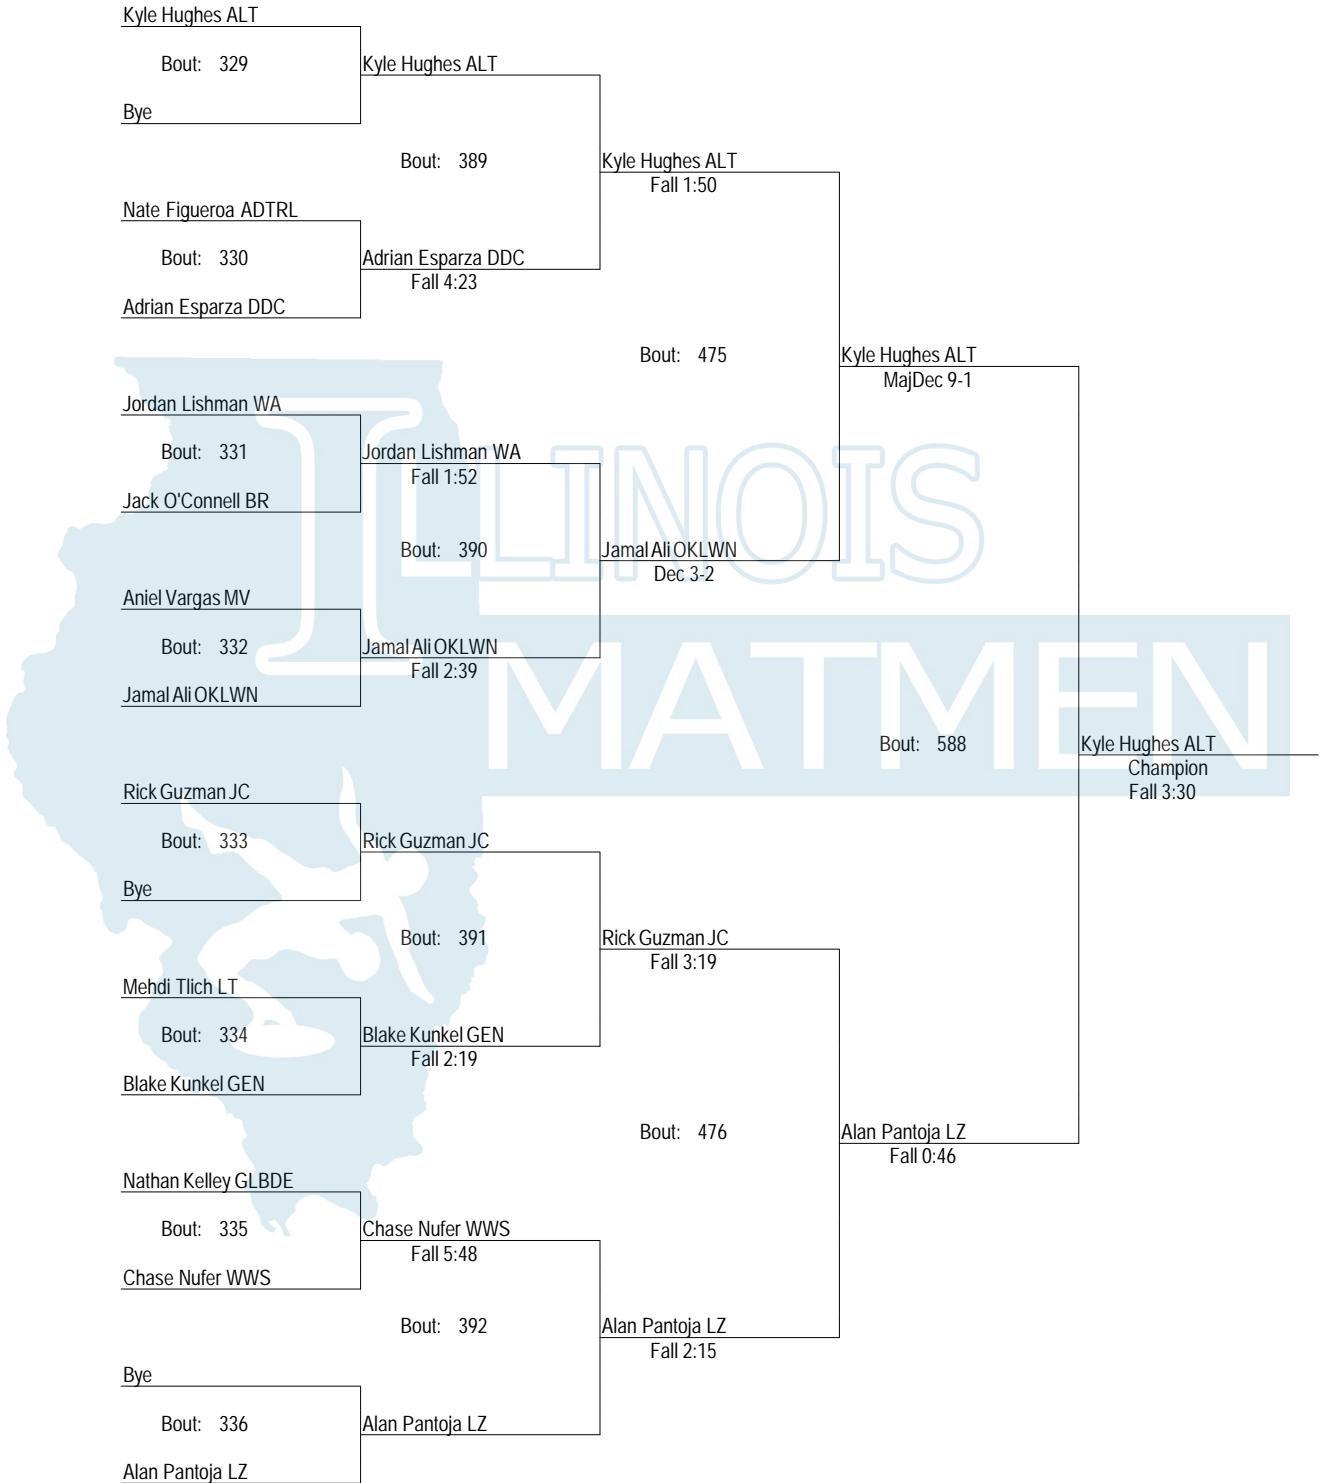 Kyle Hughes ALT
Bout: 329
Kyle Hughes ALT
Bye
Bout: 389
Kyle Hughes ALT
Fall 1:50
Nate Figueroa ADTRL
Bout: 330
Adrian Esparza DDC
Fall 4:23
Adrian Esparza DDC
Bout: 475
Kyle Hughes ALT
MajDec 9-1
Jordan Lishman WA
Bout: 331
Jordan Lishman WA
Fall 1:52
Jack O'Connell BR
Bout: 390
Jamal Ali OKLWN
Dec 3-2
Aniel Vargas MV
Bout: 332
Jamal Ali OKLWN
Fall 2:39
Jamal Ali OKLWN
ILLINOIS
MATMEN
Bout: 588
Kyle Hughes ALT
Champion
Fall 3:30
Rick Guzman JC
Bout: 333
Rick Guzman JC
Bye
Bout: 391
Rick Guzman JC
Fall 3:19
Mehdi Tlich LT
Bout: 334
Blake Kunkel GEN
Fall 2:19
Blake Kunkel GEN
Bout: 476
Alan Pantoja LZ
Fall 0:46
Nathan Kelley GLBDE
Bout: 335
Chase Nufer WWS
Fall 5:48
Chase Nufer WWS
Bout: 392
Alan Pantoja LZ
Fall 2:15
Bye
Bout: 336
Alan Pantoja LZ
Alan Pantoja LZ